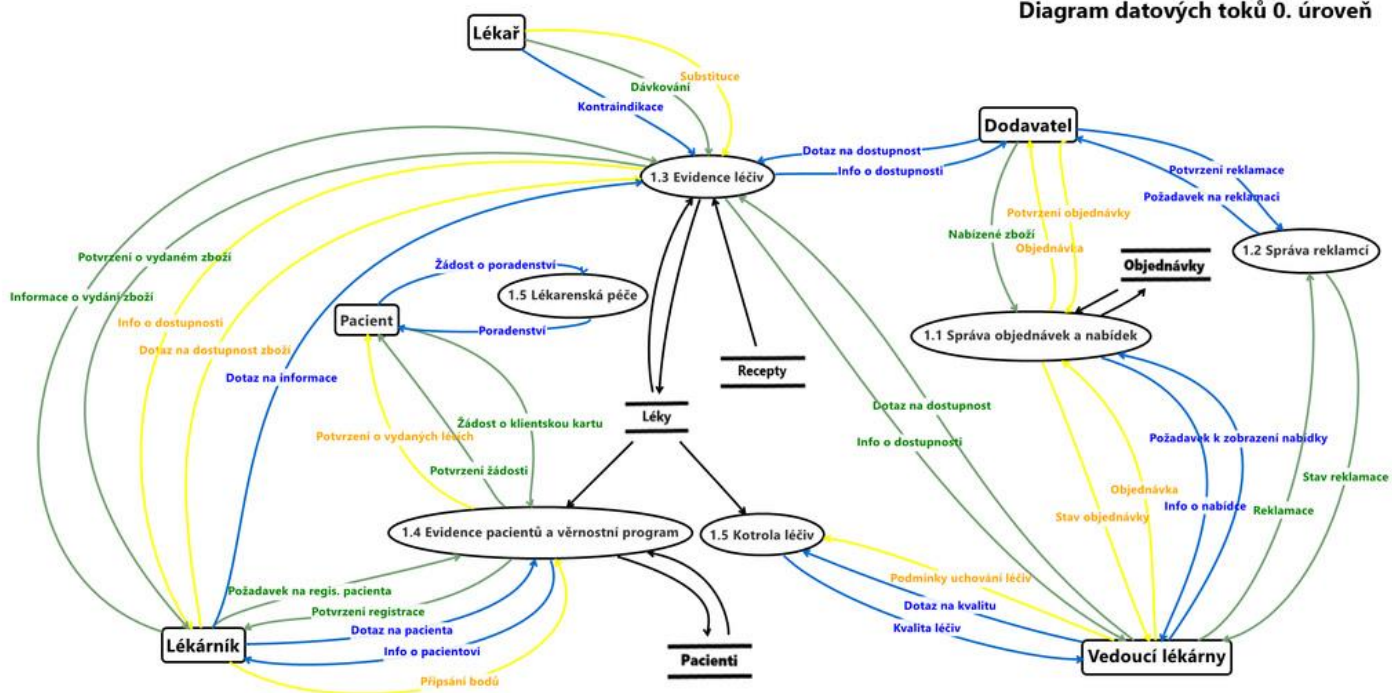 Diagram datových toků 0. úroveň
Lékař
Substituce
Dávkování
Kontraindikace
Dodavatel
Dotaz na dostupnost
Info o dostupnosti
1.3 Evidence léčiv
Potvrzení reklamace
Požadavek na reklamaci
Potvrzení objednávky
Nabízené zboží
Objednávka
1.2 Správa reklamcí
Objednávky
Potvrzení o vydaném zboží
Žádost o poradenství
Informace o vydání zboží
1.5 Lékarenská péče
Pacient
Info o dostupnosti
Poradenství
1.1 Správa objednávek a nabídek
Dotaz na dostupnost zboží
Recepty
Dotaz na informace
Dotaz na dostupnost
Léky
Žádost o klientskou kartu
Potvrzení o vydaných lécích
Info o dostupnosti
Požadavek k zobrazení nabídky
Potvrzení žádosti
Stav reklamace
Objednávka
Info o nabídce
Reklamace
Stav objednávky
1.4 Evidence pacientů a věrnostní program
1.5 Kotrola léčiv
Podmínky uchování léčiv
Požadavek na regis. pacienta
Dotaz na kvalitu
Potvrzení registrace
Kvalita léčiv
Dotaz na pacienta
Lékárník
Info o pacientovi
Pacienti
Vedoucí lékárny
Připsání bodů